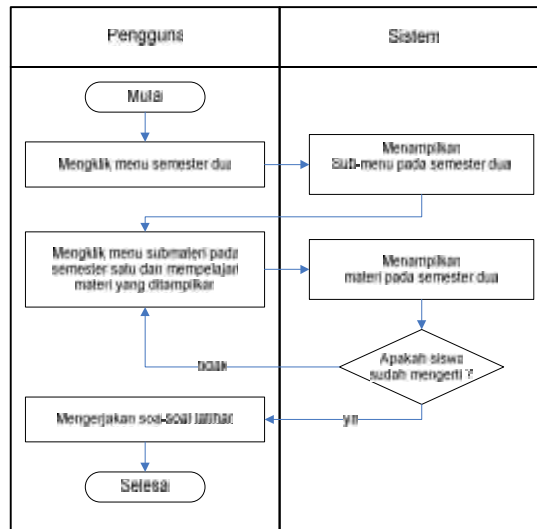 Pengguna
Sistem
Mulai
Mengklik menu semester dua
Menampilkan
Sub-menu pada semester dua
Mengklik menu submateri pada
semester satu dan mempelajari
materi yang ditampilkan
Menampilkan
materi pada semester dua
Apakah siswa
sudah mengerti ?
tidak
Mengerjakan soal-soal latihan
ya
Selesai